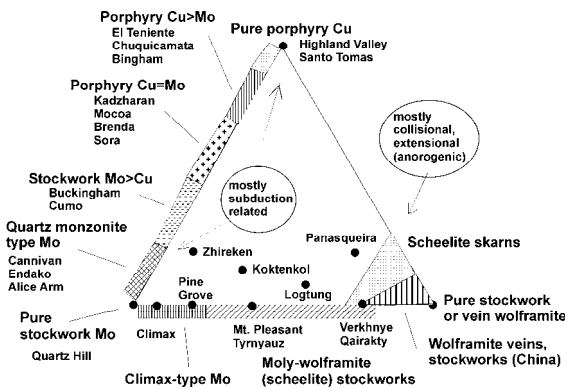 Porphyry Cu>Mo
El Teniente
Chuquicamata
Bingham
Pure porphyry Cu
Highland Valley
Santo Tomas
Porphyry Cu=Mo
Kadzharan
Mocoa
Brenda
Sora
mostly
collisional,
extensional
(anorogenic)
Stockwork Mo>Cu
Buckingham
Cumo
mostly
subduction
related
Quartz monzonite
type Mo
Cannivan
Endako
Alice Arm
Zhireken
Koktenkol
Logtung
Panasqueira
Scheelite skarns
Pine
Grove
Pure
stockwork Mo
Quartz Hill
Climax
Mt. Pleasant
Tyrnyauz
Verkhnye
Qairakty
Pure stockwork
or vein wolframite
Wolframite veins,
stockworks (China)
Climax-type Mo
Moly-wolframite
(scheelite) stockworks